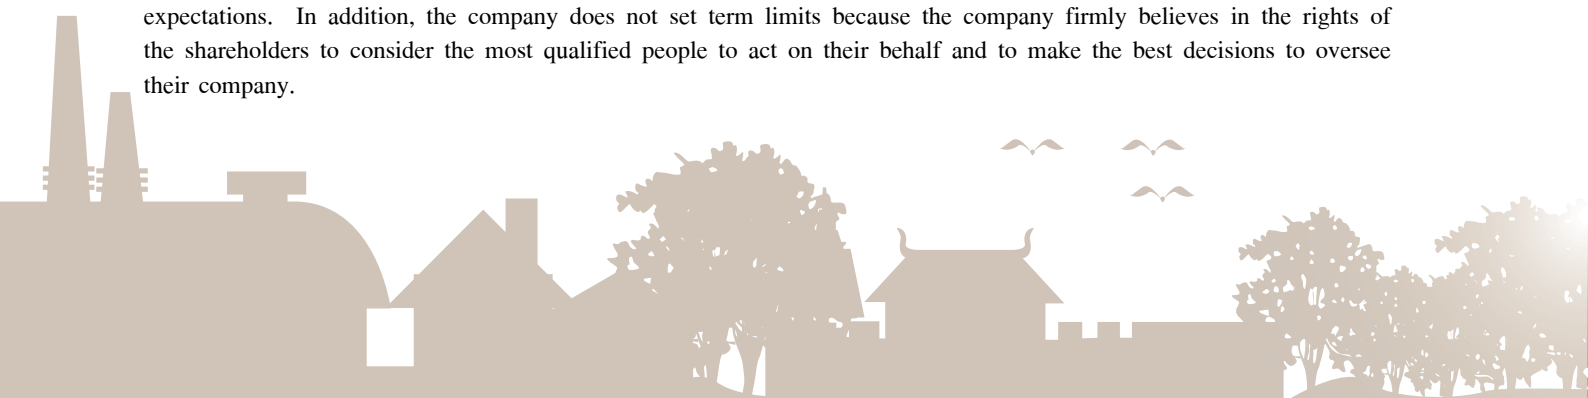 expectations. In addition, the company does not set term limits because the company firmly believes in the rights of
the shareholders to consider the most qualified people to act on their behalf and to make the best decisions to oversee
their company.